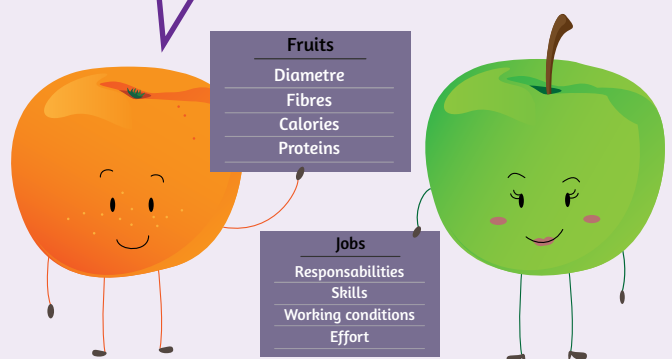 Fruits
Diametre
Fibres
Calories
Proteins
Jobs
Responsabilities
Skills
Working conditions
Effort